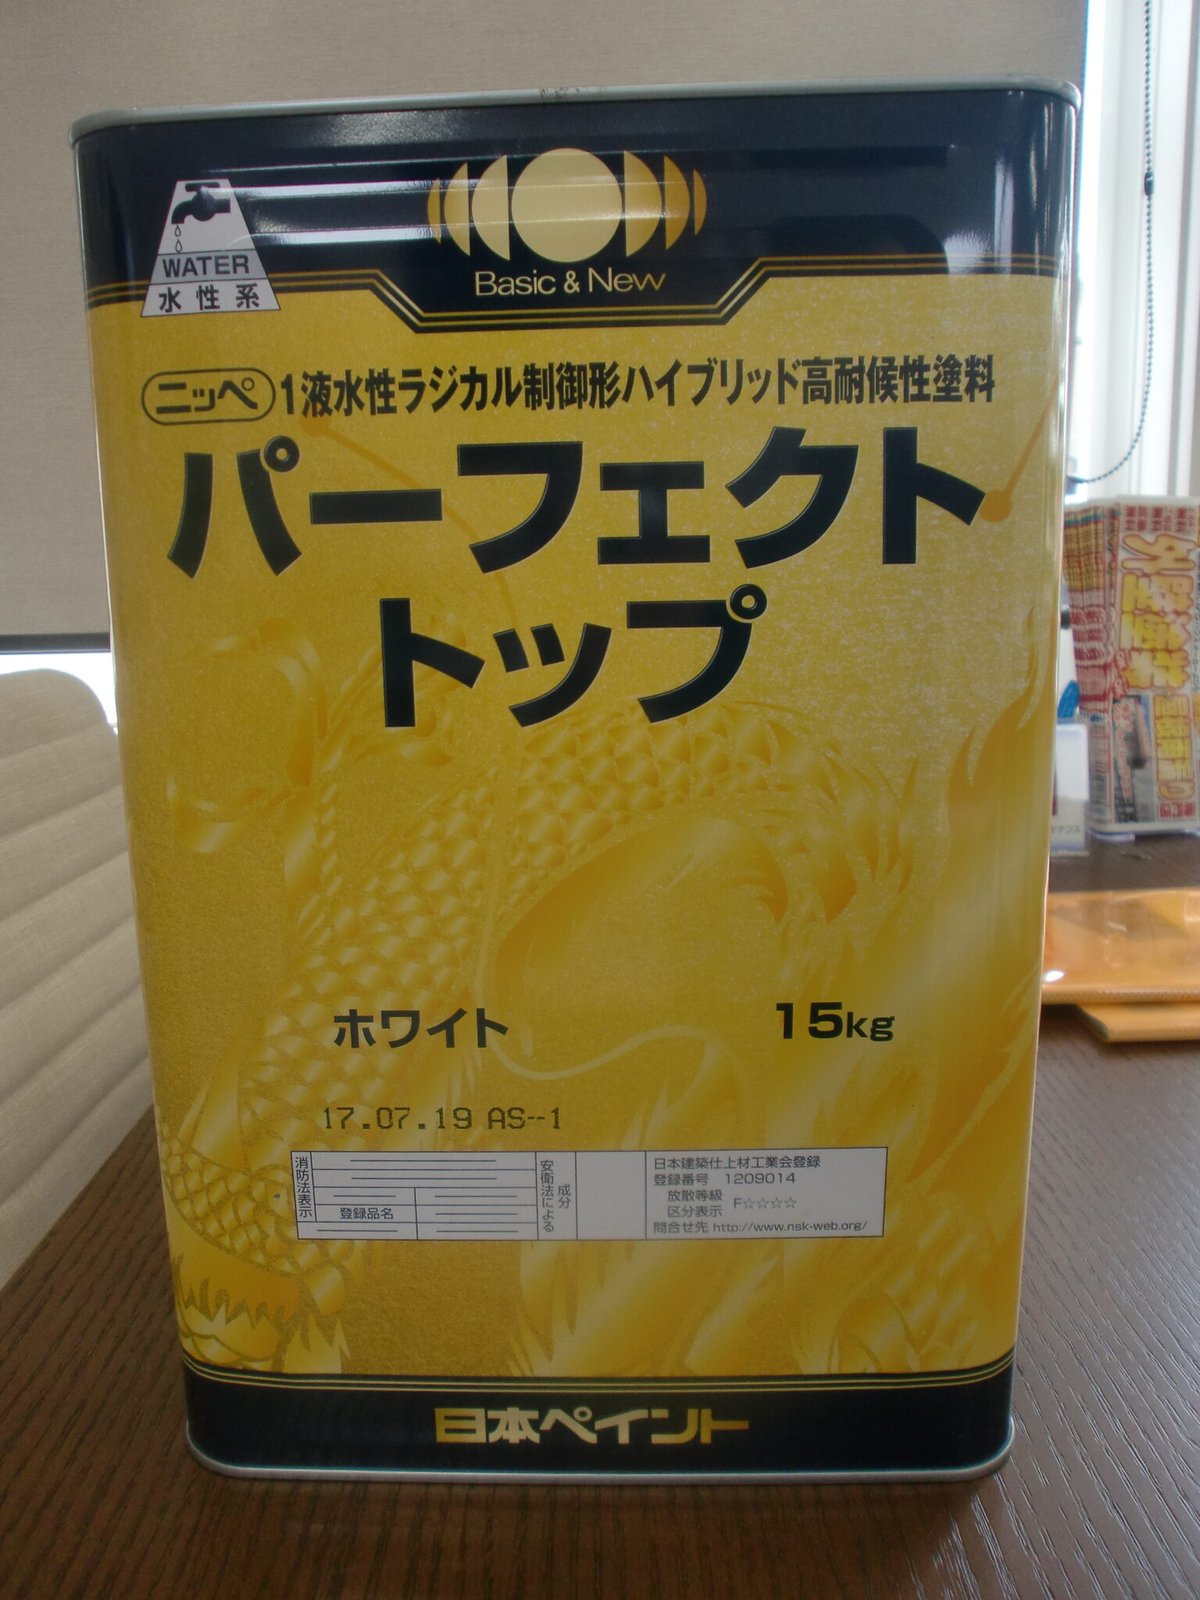 WATER
水性系
Basic & New
ニッペ 1液水性ラジカル制御形ハイブリッド高耐候性塗料
パーフェクト
トップ
ホワイト 15kg
17.07.19 AS--1
消防法表示
登録品名
安衛法による
成分
日本建築仕上材工業会登録
登録番号 1209014
放散等級
区分表示 F☆☆☆☆
問合せ先 http://www.nsk-web.org/
日本ペイント
外壁塗装